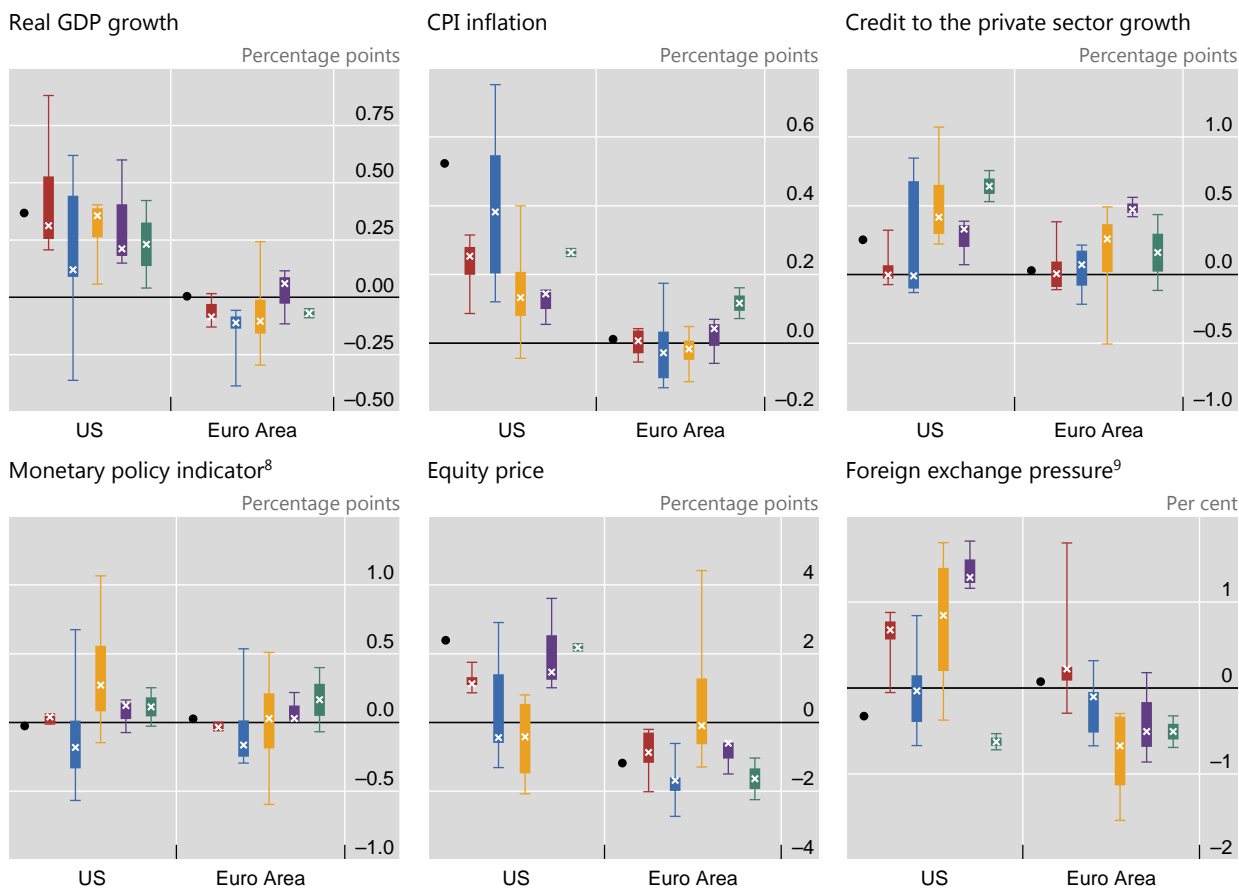 Real GDP growth
Percentage points
0.75
0.50
0.25
0.00
–0.25
–0.50
US Euro Area
CPI inflation
Percentage points
0.6
0.4
0.2
0.0
–0.2
US Euro Area
Credit to the private sector growth
Percentage points
1.0
0.5
0.0
–0.5
–1.0
US Euro Area
Monetary policy indicator⁸
Percentage points
1.0
0.5
0.0
–0.5
–1.0
US Euro Area
Equity price
Percentage points
4
2
0
–2
–4
US Euro Area
Foreign exchange pressure⁹
Per cent
1
0
–1
–2
US Euro Area